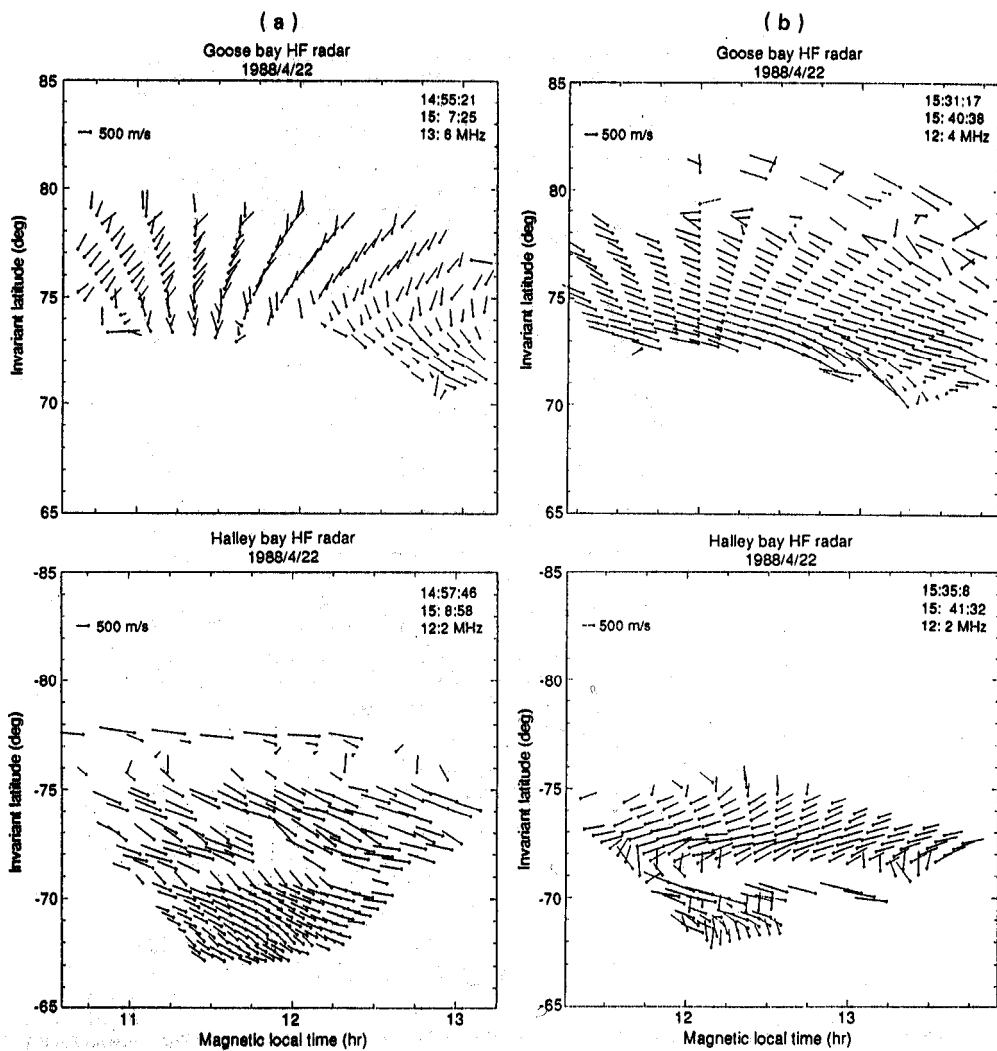 ( a )
Goose bay HF radar
1988/4/22
85
80
75
70
65
Invariant latitude (deg)
500 m/s
14:55:21
15: 7:25
13: 6 MHz
( b )
Goose bay HF radar
1988/4/22
85
80
75
70
65
Invariant latitude (deg)
500 m/s
15:31:17
15: 40:38
12: 4 MHz
Halley bay HF radar
1988/4/22
-85
-80
-75
-70
-65
Invariant latitude (deg)
500 m/s
14:57:46
15: 8:58
12:2 MHz
11
12
13
Magnetic local time (hr)
Halley bay HF radar
1988/4/22
-85
-80
-75
-70
-65
Invariant latitude (deg)
500 m/s
15:35:8
15: 41:32
12: 2 MHz
12
13
Magnetic local time (hr)